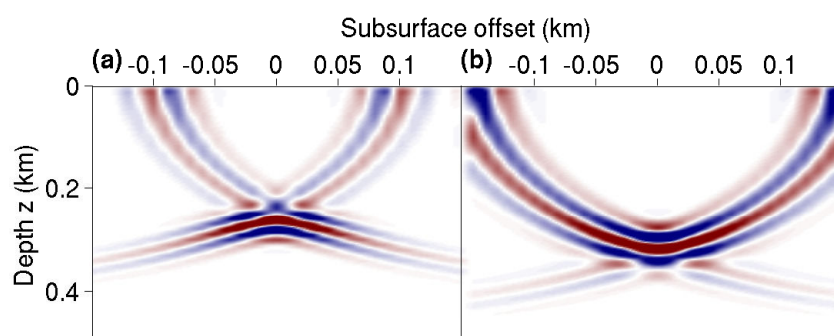 Subsurface offset (km)
(a) -0.1 -0.05 0 0.05 0.1 (b) -0.1 -0.05 0 0.05 0.1
0
0.2
0.4
Depth z (km)